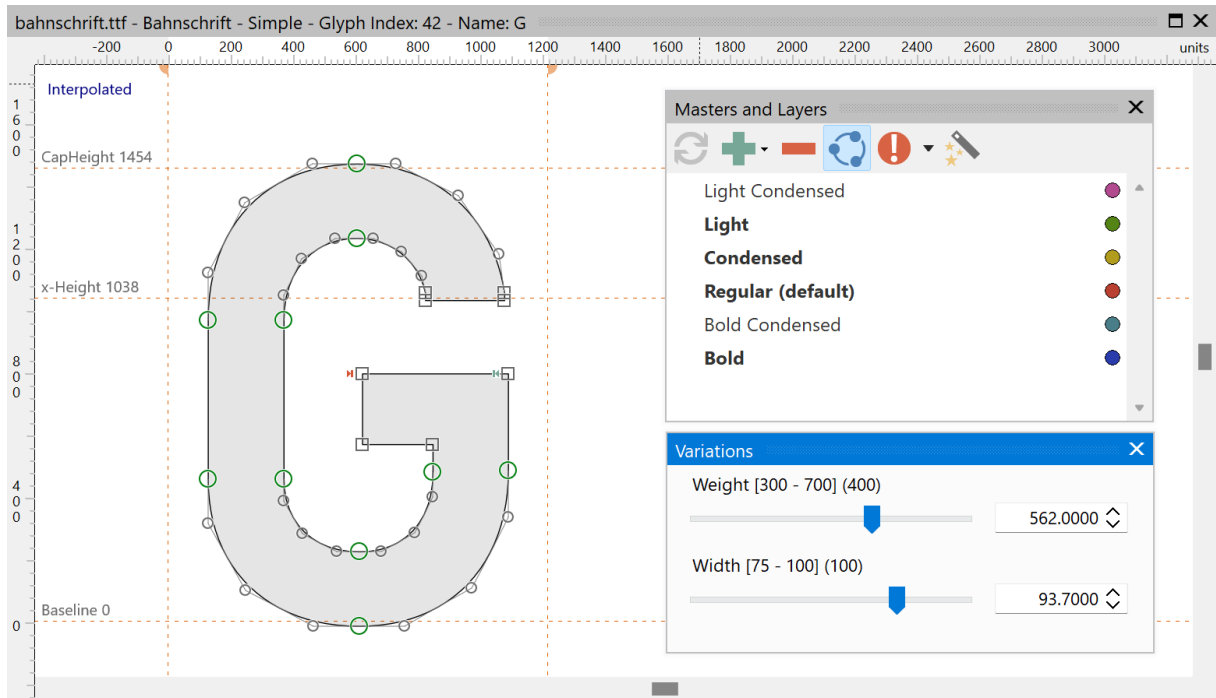 bahnschrift.ttf - Bahnschrift - Simple - Glyph Index: 42 - Name: G
-200 0 200 400 600 800 1000 1200 1400 1600 1800 2000 2200 2400 2600 2800 3000 units
Interpolated
1600
CapHeight 1454
1200
x-Height 1038
800
400
Baseline 0
0
Masters and Layers
Light Condensed
Light
Condensed
Regular (default)
Bold Condensed
Bold
Variations
Weight [300 - 700] (400)
562.0000
Width [75 - 100] (100)
93.7000